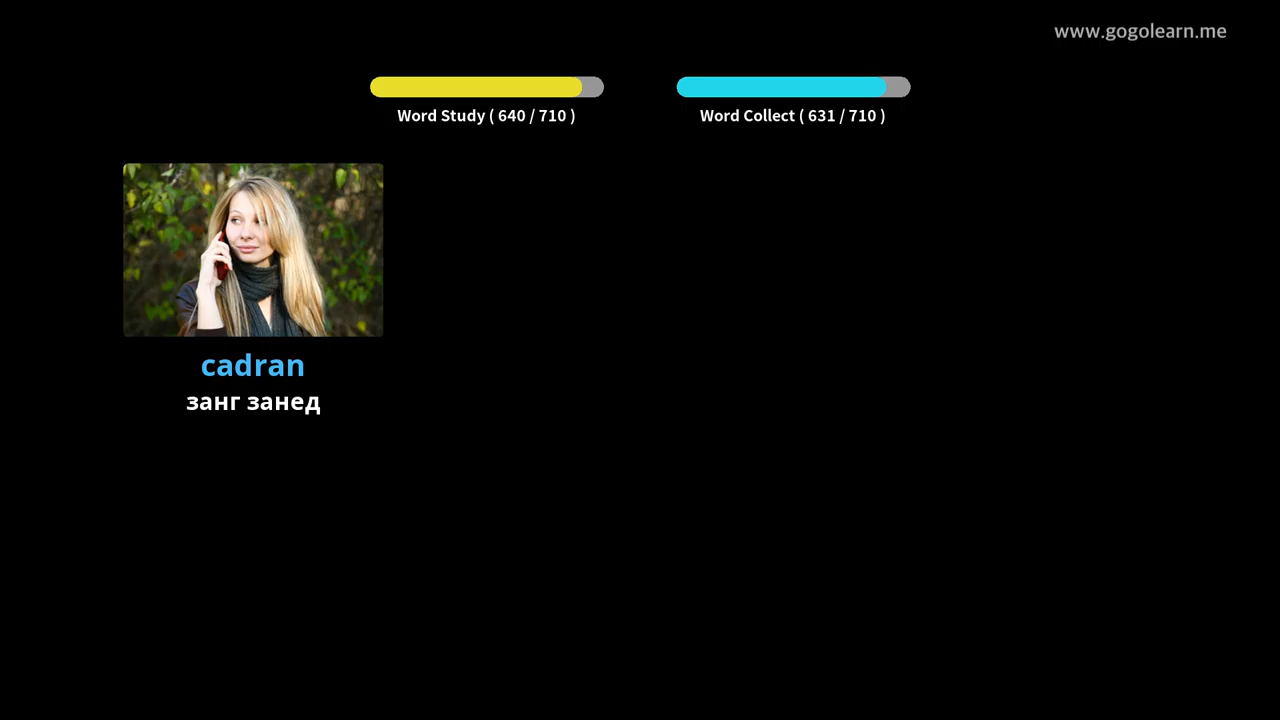 www.gogolearn.me
Word Study ( 640 / 710 )
Word Collect ( 631 / 710 )
cadran
занг занед